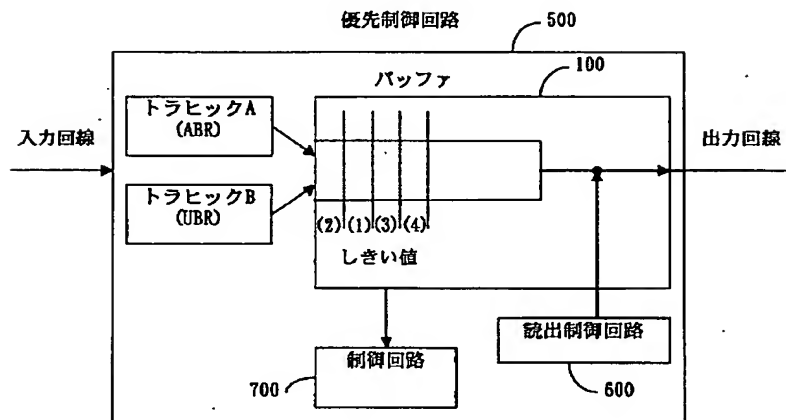 優先制御回路
500
バッファ
100
トラヒックA
(ABR)
入力回線
出力回線
トラヒックB
(UBR)
(2) (1) (3) (4)
しきい値
読出制御回路
制御回路
700
600